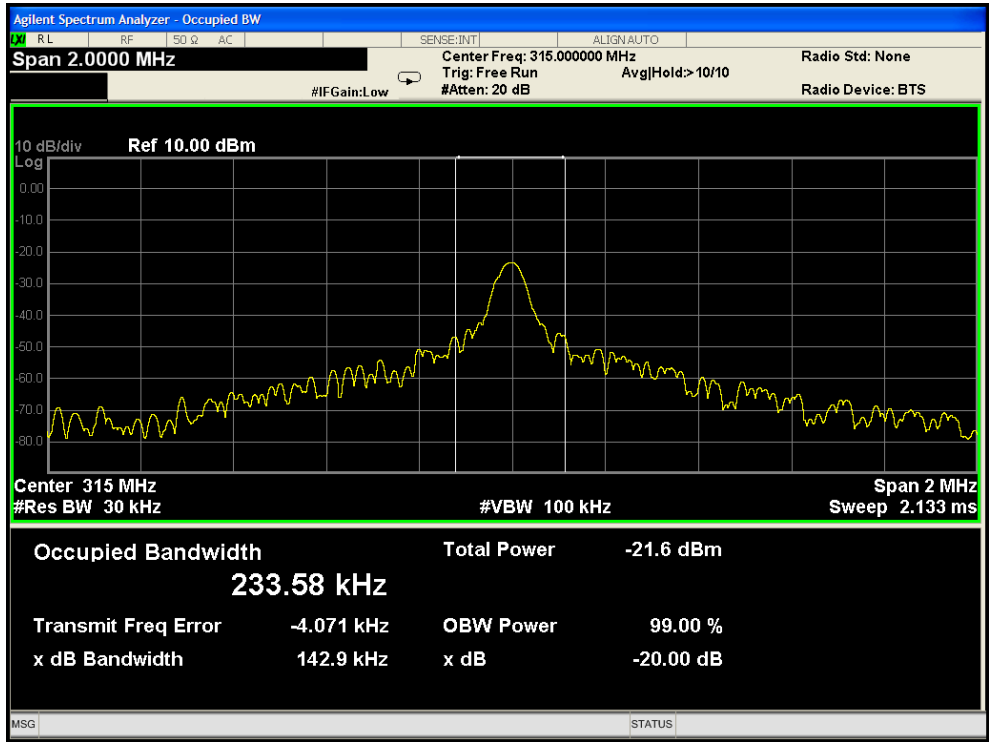 Agilent Spectrum Analyzer - Occupied BW
LXI RL RF 50 Ω AC SENSE:INT ALIGNAUTO
Span 2.0000 MHz
Center Freq: 315.000000 MHz Radio Std: None
Trig: Free Run Avg|Hold:>10/10
#IFGain:Low #Atten: 20 dB Radio Device: BTS
10 dB/div Ref 10.00 dBm
Log
0.00
-10.0
-20.0
-30.0
-40.0
-50.0
-60.0
-70.0
-80.0
Center 315 MHz Span 2 MHz
#Res BW 30 kHz #VBW 100 kHz Sweep 2.133 ms
Occupied Bandwidth Total Power -21.6 dBm
233.58 kHz
Transmit Freq Error -4.071 kHz OBW Power 99.00 %
x dB Bandwidth 142.9 kHz x dB -20.00 dB
MSG STATUS